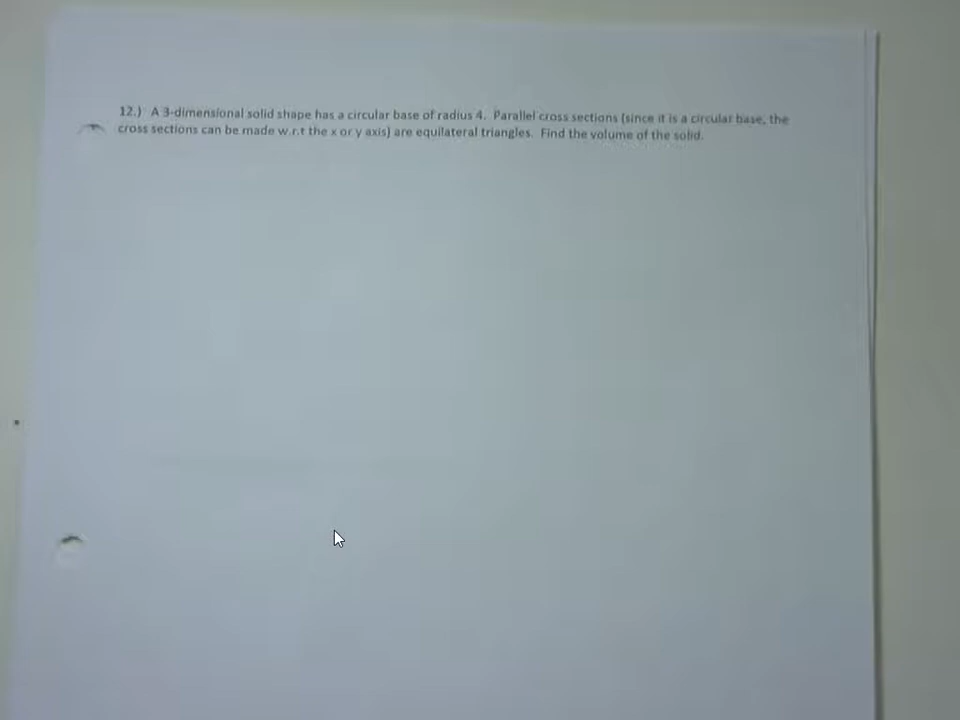 12.) A 3-dimensional solid shape has a circular base of radius 4. Parallel cross sections (since it is a circular base, the
cross sections can be made w.r.t the x or y axis) are equilateral triangles. Find the volume of the solid.